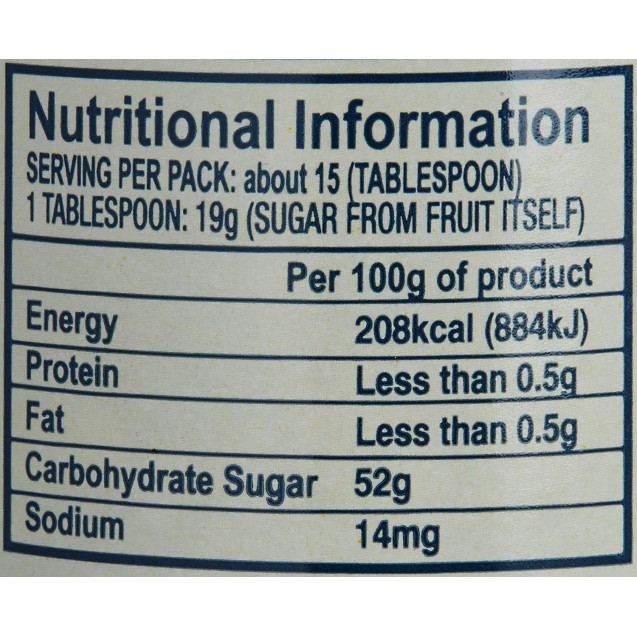 Nutritional Information
SERVING PER PACK: about 15 (TABLESPOON)
1 TABLESPOON: 19g (SUGAR FROM FRUIT ITSELF)
Per 100g of product
Energy 208kcal (884kJ)
Protein Less than 0.5g
Fat Less than 0.5g
Carbohydrate Sugar 52g
Sodium 14mg